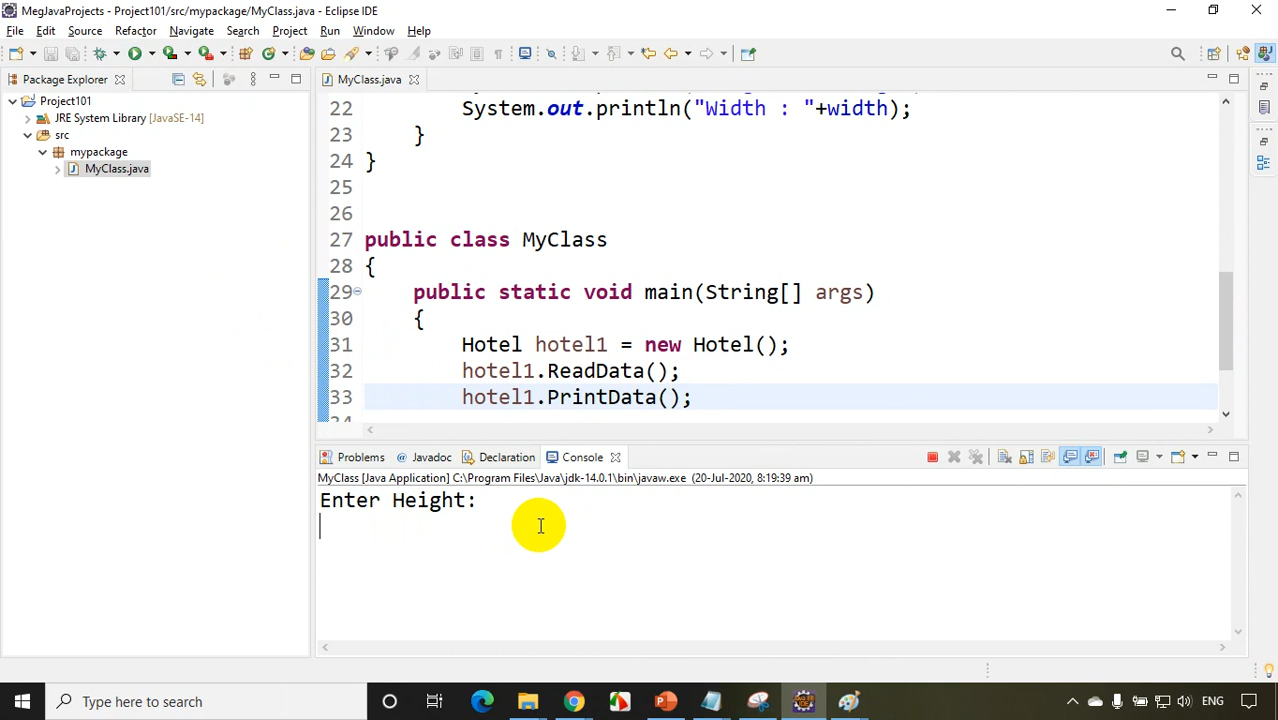 MegJavaProjects - Project101/src/mypackage/MyClass.java - Eclipse IDE
File Edit Source Refactor Navigate Search Project Run Window Help
Package Explorer
MyClass.java
Project101
JRE System Library [JavaSE-14]
src
mypackage
MyClass.java
22 System.out.println("Width : "+width);
23 }
24 }
25
26
27 public class MyClass
28 {
29 public static void main(String[] args)
30 {
31 Hotel hotel1 = new Hotel();
32 hotel1.ReadData();
33 hotel1.PrintData();
Problems @ Javadoc Declaration Console
MyClass [Java Application] C:\Program Files\Java\jdk-14.0.1\bin\javaw.exe (20-Jul-2020, 8:19:39 am)
Enter Height:
Type here to search
ENG